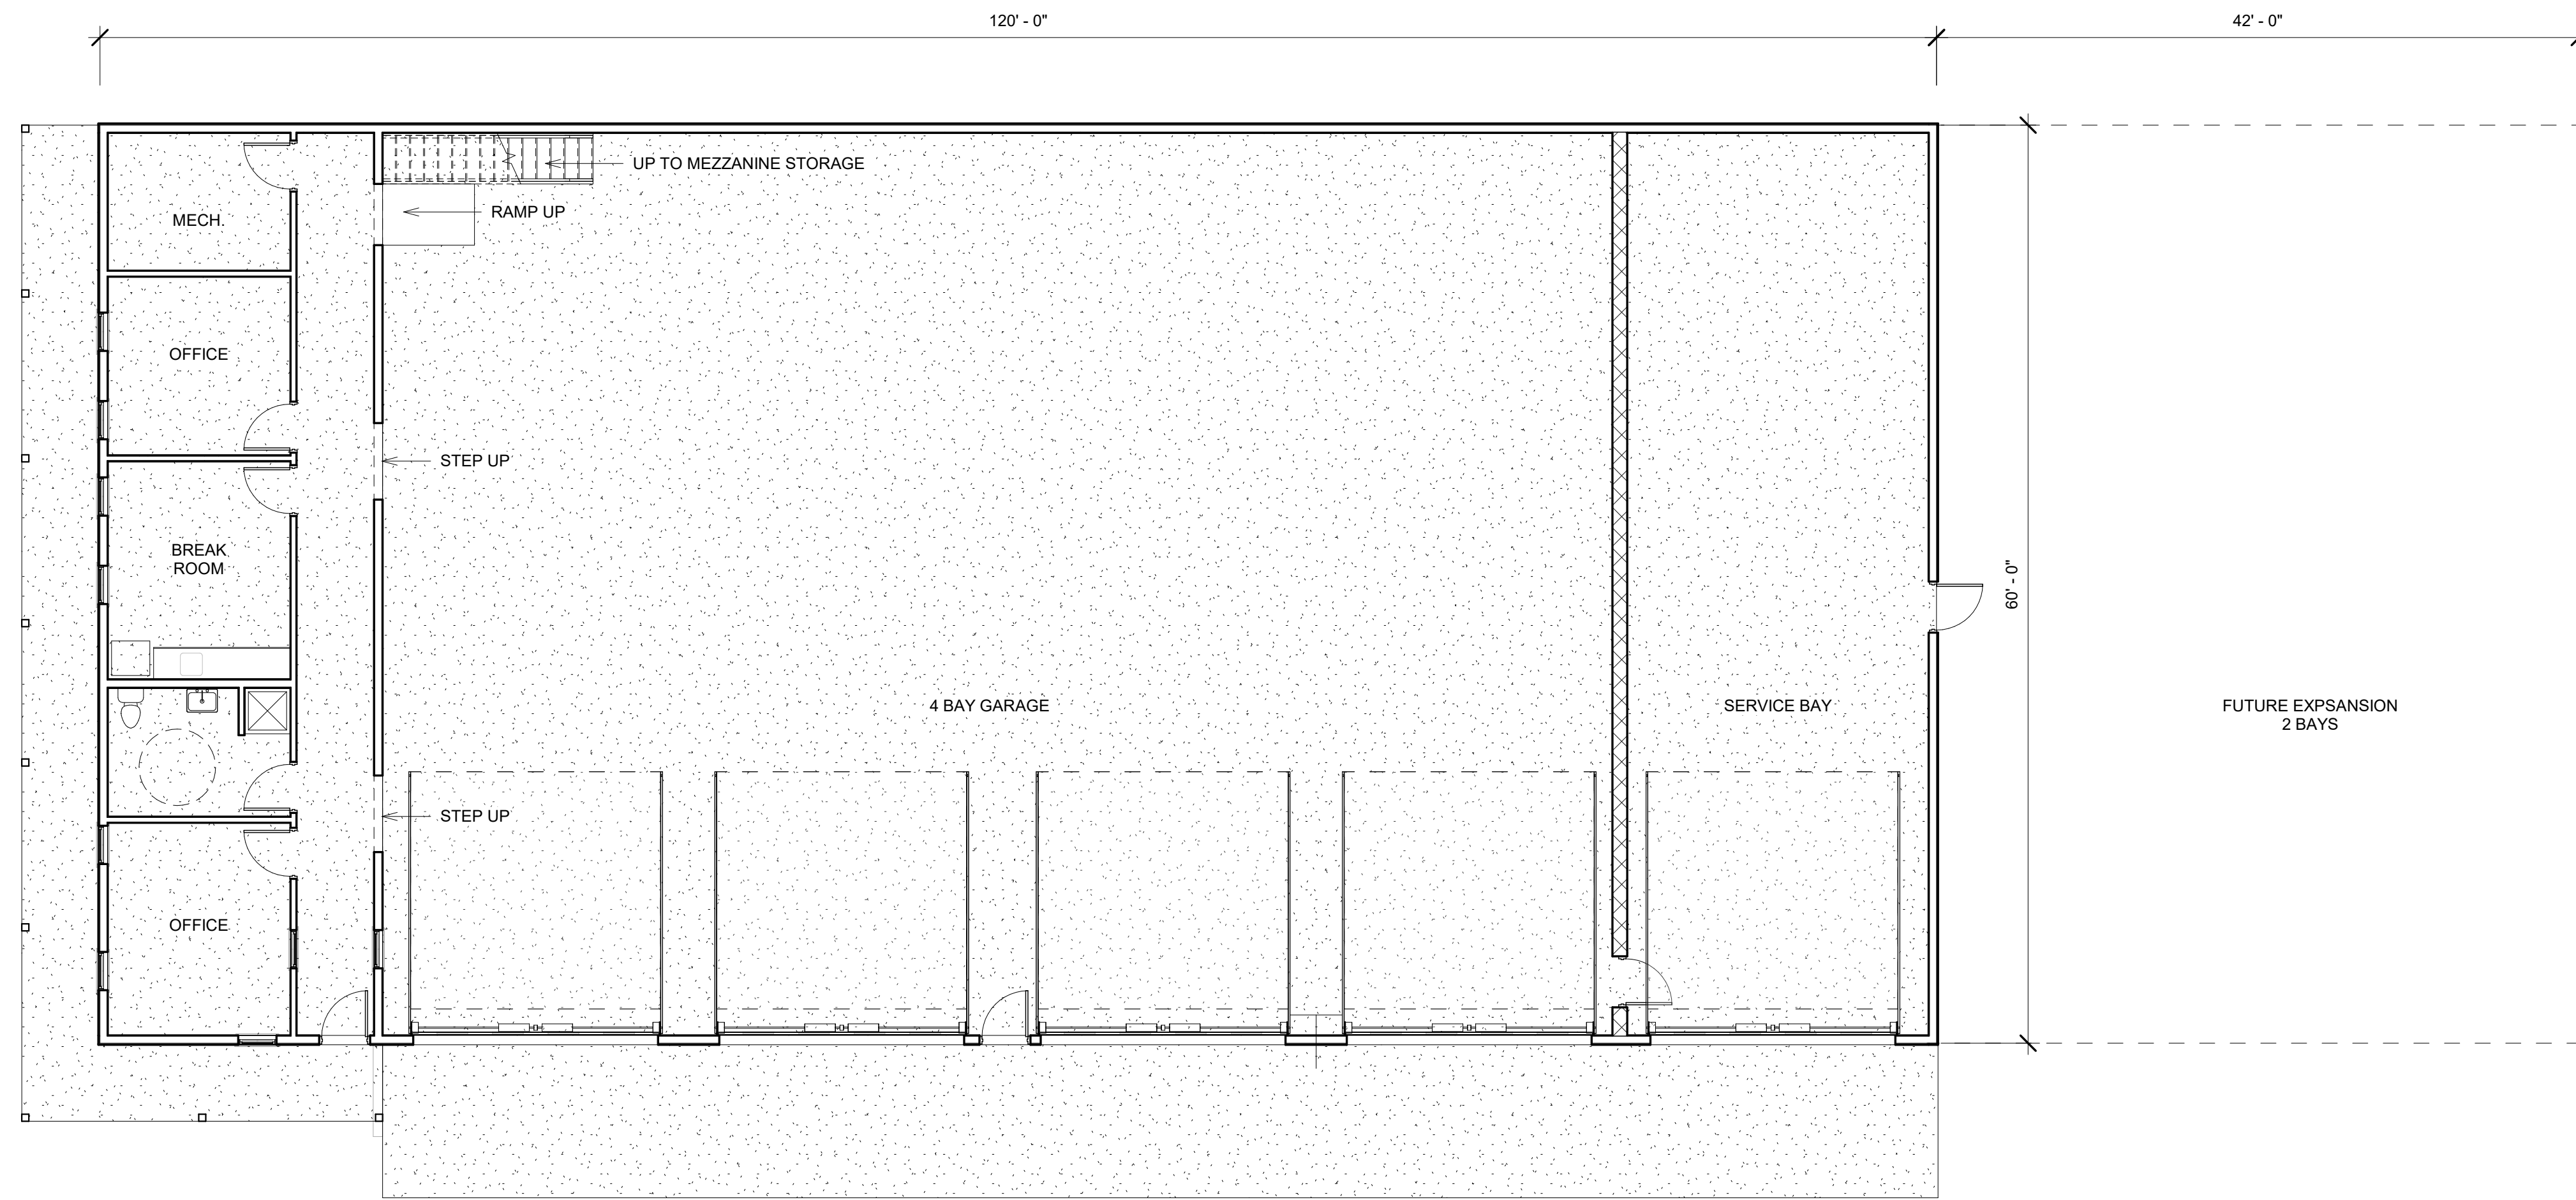 120' - 0"
42' - 0"
UP TO MEZZANINE STORAGE
RAMP UP
MECH.
OFFICE
STEP UP
BREAK
ROOM
60' - 0"
4 BAY GARAGE
SERVICE BAY
FUTURE EXPSANSION
2 BAYS
STEP UP
OFFICE